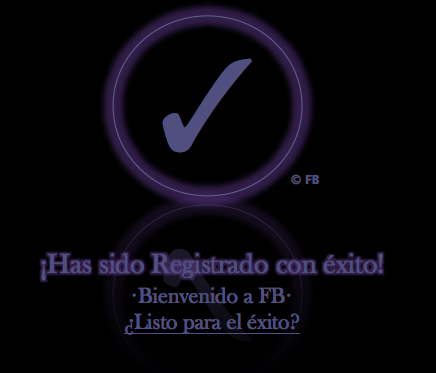 © FB
¡Has sido Registrado con éxito!
·Bienvenido a FB·
¿Listo para el éxito?